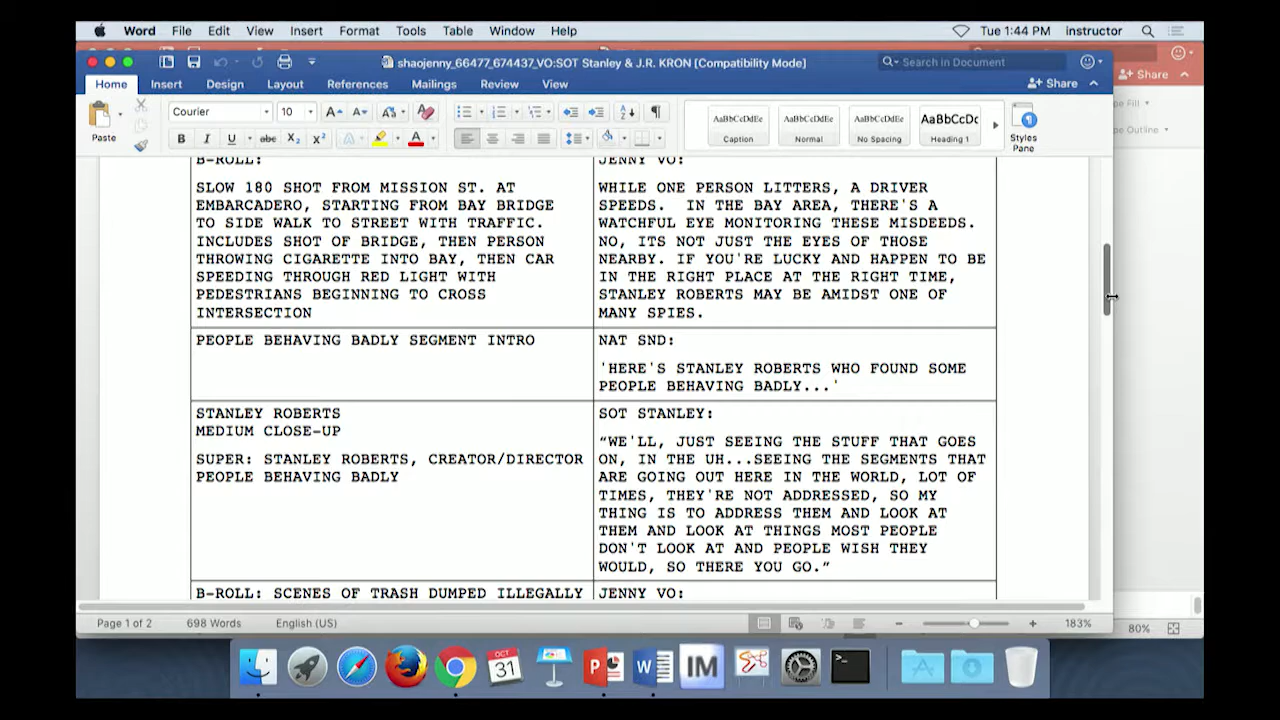 Word File Edit View Insert Format Tools Table Window Help Tue 1:44 PM instructor
shaojenny_66477_674437_VO:SOT Stanley & J.R. KRON [Compatibility Mode] Search in Document
Share
Home Insert Design Layout References Mailings Review View Share
Courier 10
AaBbCcDdEe AaBbCcDdEe AaBbCcDdEe AaBbCcDc
Paste Caption Normal No Spacing Heading 1 Styles Pane
Fill
Outline
B-ROLL:
SLOW 180 SHOT FROM MISSION ST. AT
EMBARCADERO, STARTING FROM BAY BRIDGE
TO SIDE WALK TO STREET WITH TRAFFIC.
INCLUDES SHOT OF BRIDGE, THEN PERSON
THROWING CIGARETTE INTO BAY, THEN CAR
SPEEDING THROUGH RED LIGHT WITH
PEDESTRIANS BEGINNING TO CROSS
INTERSECTION
JENNY VO:
WHILE ONE PERSON LITTERS, A DRIVER
SPEEDS. IN THE BAY AREA, THERE'S A
WATCHFUL EYE MONITORING THESE MISDEEDS.
NO, ITS NOT JUST THE EYES OF THOSE
NEARBY. IF YOU'RE LUCKY AND HAPPEN TO BE
IN THE RIGHT PLACE AT THE RIGHT TIME,
STANLEY ROBERTS MAY BE AMIDST ONE OF
MANY SPIES.
PEOPLE BEHAVING BADLY SEGMENT INTRO
NAT SND:
'HERE'S STANLEY ROBERTS WHO FOUND SOME
PEOPLE BEHAVING BADLY...'
STANLEY ROBERTS
MEDIUM CLOSE-UP
SUPER: STANLEY ROBERTS, CREATOR/DIRECTOR
PEOPLE BEHAVING BADLY
SOT STANLEY:
“WE'LL, JUST SEEING THE STUFF THAT GOES
ON, IN THE UH...SEEING THE SEGMENTS THAT
ARE GOING OUT HERE IN THE WORLD, LOT OF
TIMES, THEY'RE NOT ADDRESSED, SO MY
THING IS TO ADDRESS THEM AND LOOK AT
THEM AND LOOK AT THINGS MOST PEOPLE
DON'T LOOK AT AND PEOPLE WISH THEY
WOULD, SO THERE YOU GO.”
B-ROLL: SCENES OF TRASH DUMPED ILLEGALLY
JENNY VO:
Page 1 of 2 698 Words English (US) 183%
80%
OCT
31
IM